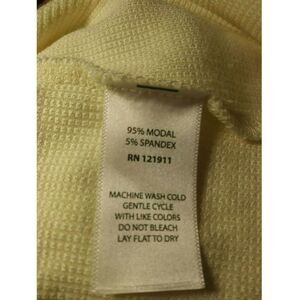 95% MODAL
5% SPANDEX
RN 121911
MACHINE WASH COLD
GENTLE CYCLE
WITH LIKE COLORS
DO NOT BLEACH
LAY FLAT TO DRY